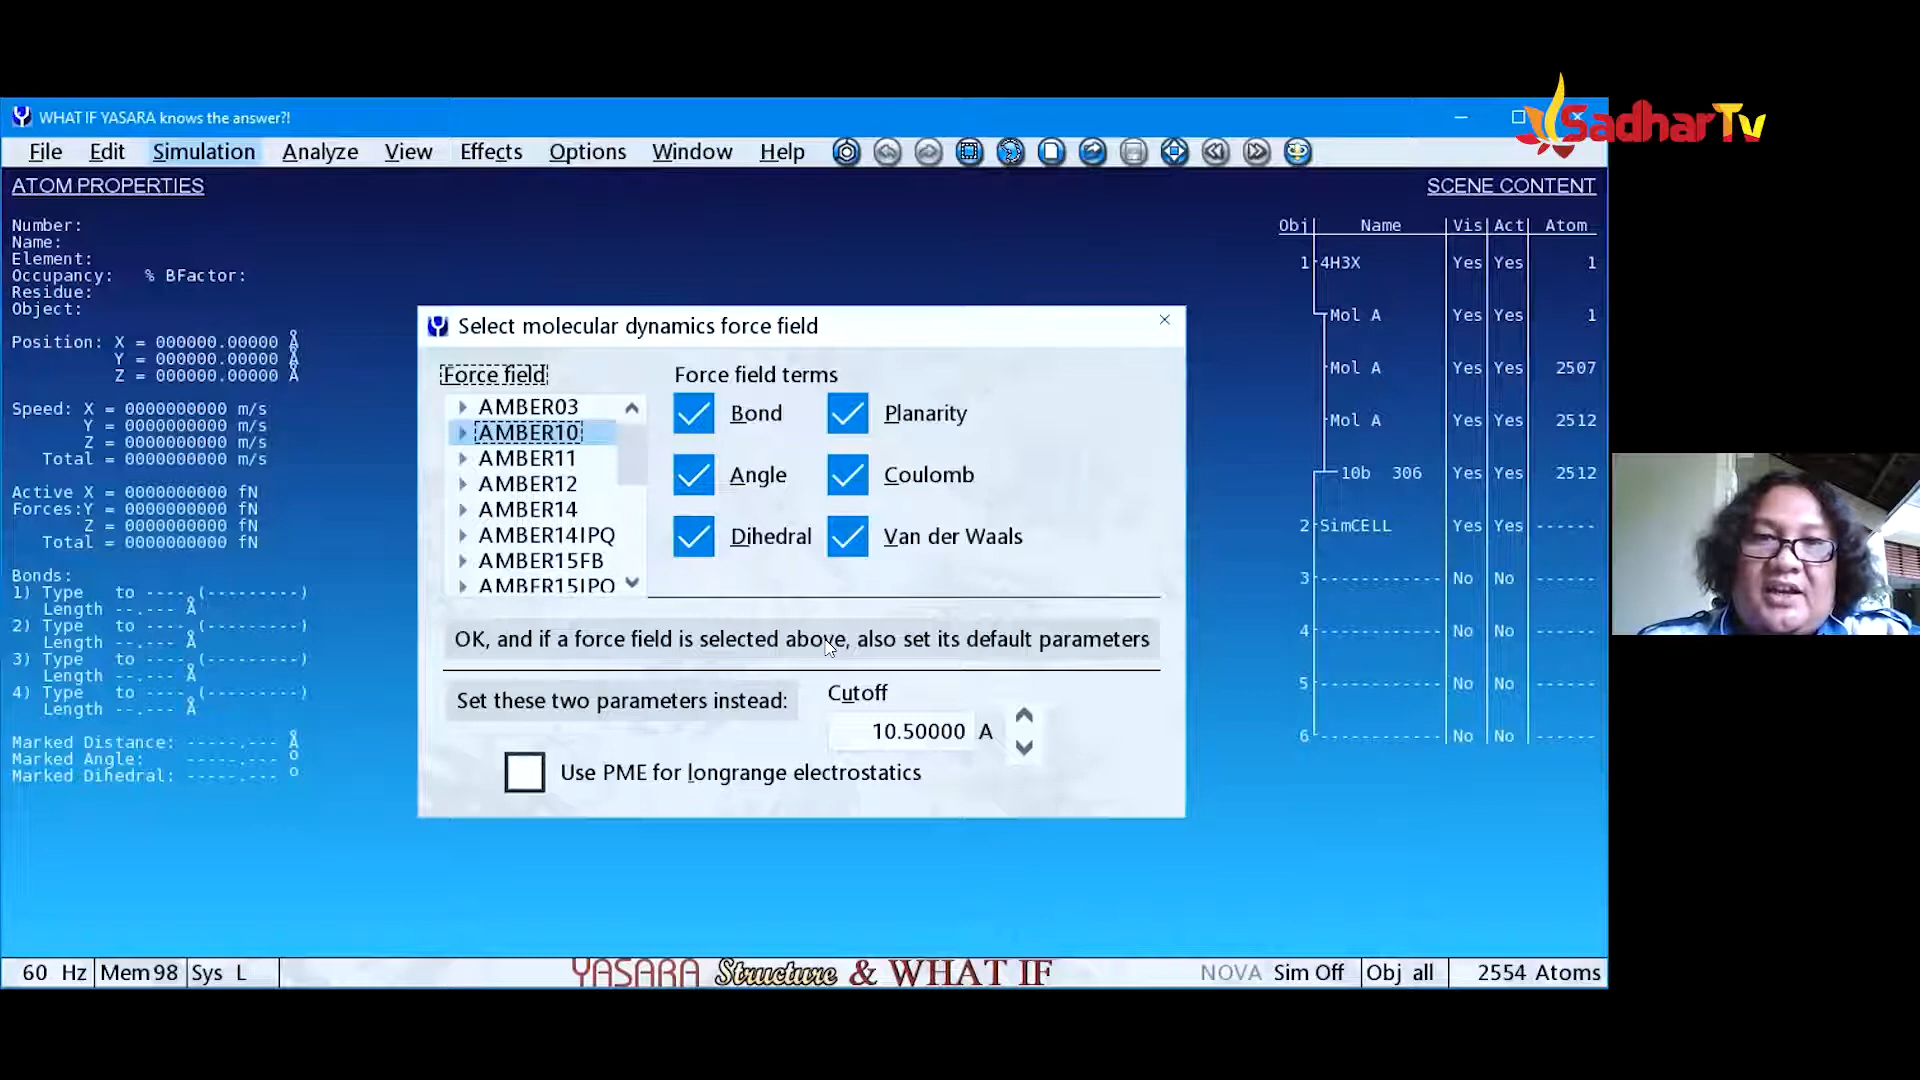 SadharTv
WHAT IF YASARA knows the answer?!
File Edit Simulation Analyze View Effects Options Window Help
ATOM PROPERTIES
Number:
Name:
Element:
Occupancy: % BFactor:
Residue:
Object:
Position: X = 000000.00000 Å
Y = 000000.00000 Å
Z = 000000.00000 Å
Speed: X = 0000000000 m/s
Y = 0000000000 m/s
Z = 0000000000 m/s
Total = 0000000000 m/s
Active X = 0000000000 fN
Forces:Y = 0000000000 fN
Z = 0000000000 fN
Total = 0000000000 fN
Bonds:
1) Type to ----.(---------)
Length --.--- Å
2) Type to ----.(---------)
Length --.--- Å
3) Type to ----.(---------)
Length --.--- Å
4) Type to ----.(---------)
Length --.--- Å
Marked Distance: -----.--- Å
Marked Angle: -----.--- °
Marked Dihedral: -----.--- °
Select molecular dynamics force field
Force field
AMBER03
AMBER10
AMBER11
AMBER12
AMBER14
AMBER14IPQ
AMBER15FB
AMBER15IPQ
Force field terms
Bond Planarity
Angle Coulomb
Dihedral Van der Waals
OK, and if a force field is selected above, also set its default parameters
Set these two parameters instead:
Cutoff
10.50000 A
Use PME for longrange electrostatics
SCENE CONTENT
Obj Name Vis Act Atom
1 4H3X Yes Yes 1
Mol A Yes Yes 1
Mol A Yes Yes 2507
Mol A Yes Yes 2512
10b 306 Yes Yes 2512
2 SimCELL Yes Yes ------
3 ------------ No No ------
4 ------------ No No ------
5 ------------ No No ------
6 ------------ No No ------
60 Hz Mem 98 Sys L
YASARA Structure & WHAT IF
NOVA Sim Off Obj all 2554 Atoms